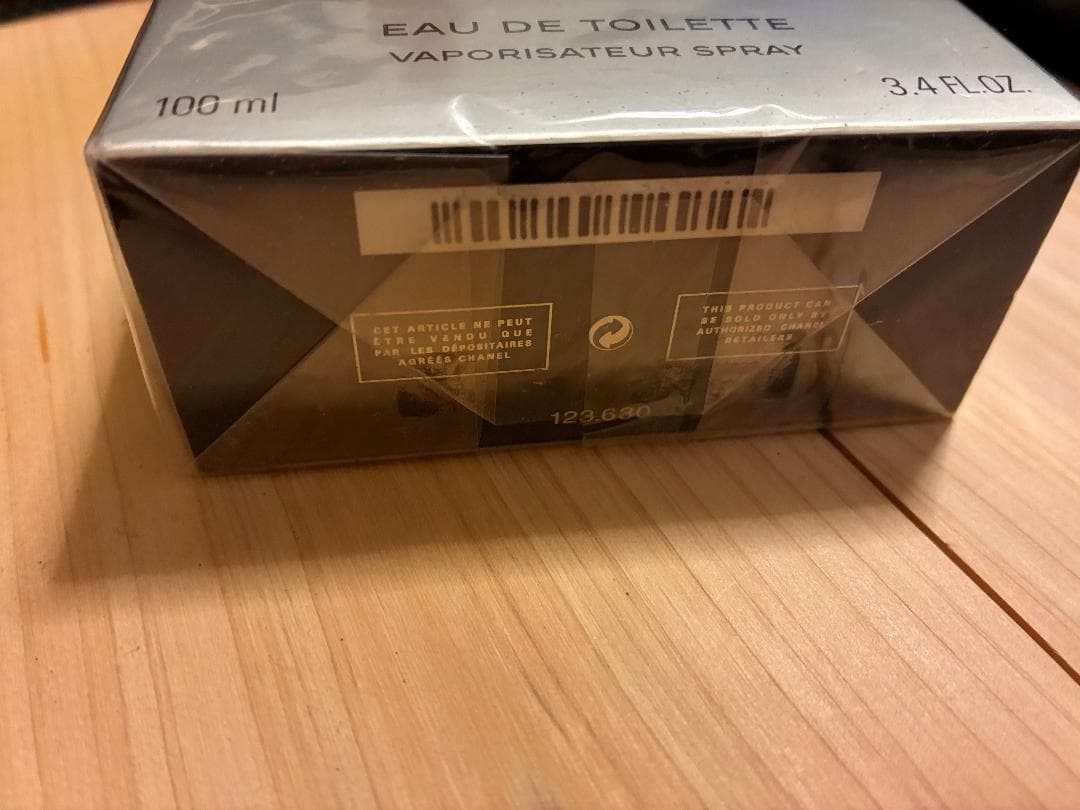 EAU DE TOILETTE
VAPORISATEUR SPRAY
100 ml
3.4 FL.OZ.
CET ARTICLE NE PEUT
ÊTRE VENDU QUE
PAR LES DÉPOSITAIRES
AGRÉÉS CHANEL
THIS PRODUCT CAN
BE SOLD ONLY BY
AUTHORIZED CHANEL
RETAILERS
123.630